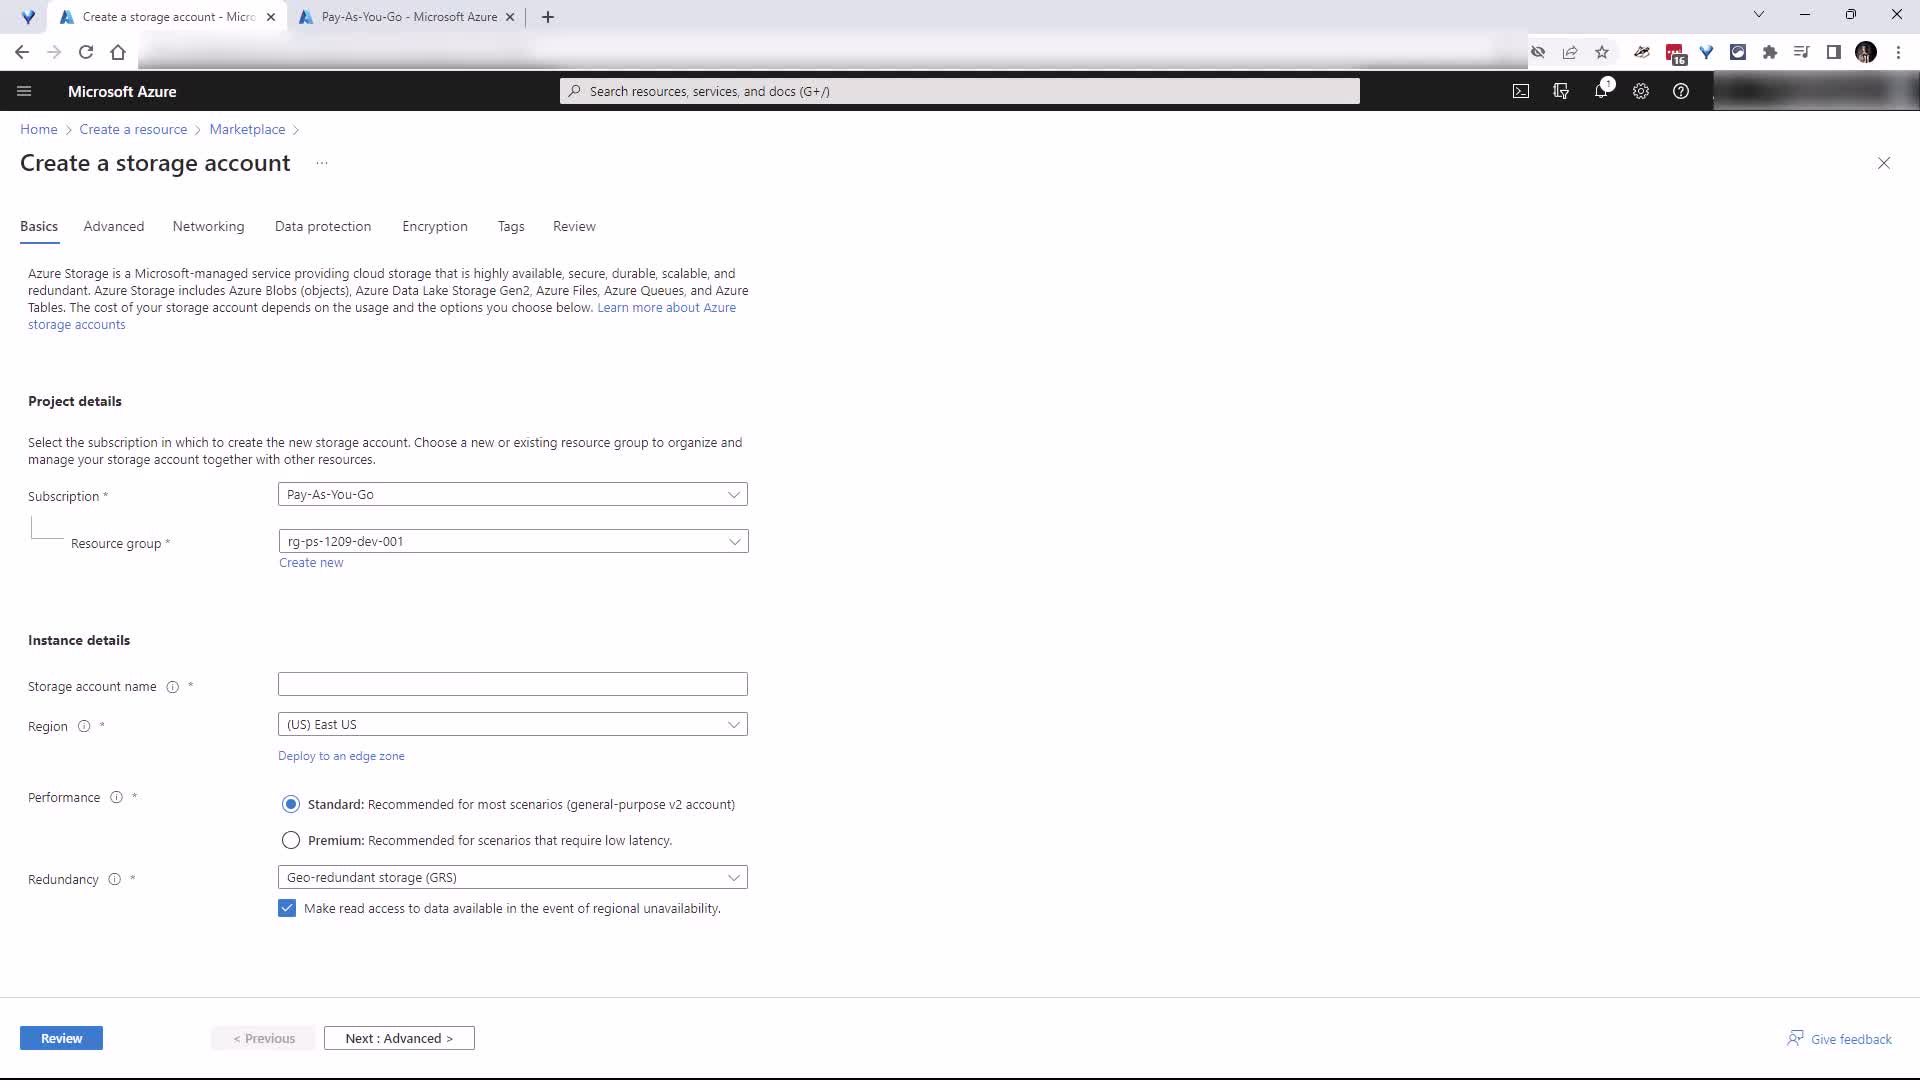 Create a storage account - Micro
Pay-As-You-Go - Microsoft Azure
16
Microsoft Azure
Search resources, services, and docs (G+/)
1
Home
Create a resource
Marketplace
Create a storage account
...
Basics
Advanced
Networking
Data protection
Encryption
Tags
Review
Azure Storage is a Microsoft-managed service providing cloud storage that is highly available, secure, durable, scalable, and
redundant. Azure Storage includes Azure Blobs (objects), Azure Data Lake Storage Gen2, Azure Files, Azure Queues, and Azure
Tables. The cost of your storage account depends on the usage and the options you choose below. Learn more about Azure
storage accounts
Project details
Select the subscription in which to create the new storage account. Choose a new or existing resource group to organize and
manage your storage account together with other resources.
Subscription *
Pay-As-You-Go
Resource group *
rg-ps-1209-dev-001
Create new
Instance details
Storage account name *
Region *
(US) East US
Deploy to an edge zone
Performance *
Standard: Recommended for most scenarios (general-purpose v2 account)
Premium: Recommended for scenarios that require low latency.
Redundancy *
Geo-redundant storage (GRS)
Make read access to data available in the event of regional unavailability.
Review
< Previous
Next : Advanced >
Give feedback